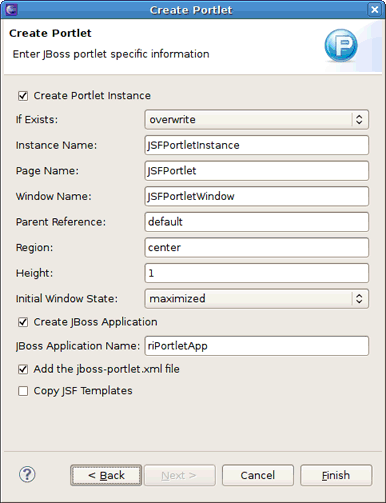 Create Portlet
Create Portlet
Enter JBoss portlet specific information
P
Create Portlet Instance
If Exists: overwrite
Instance Name: JSFPortletInstance
Page Name: JSFPortlet
Window Name: JSFPortletWindow
Parent Reference: default
Region: center
Height: 1
Initial Window State: maximized
Create JBoss Application
JBoss Application Name: riPortletApp
Add the jboss-portlet.xml file
Copy JSF Templates
? < Back Next > Cancel Finish